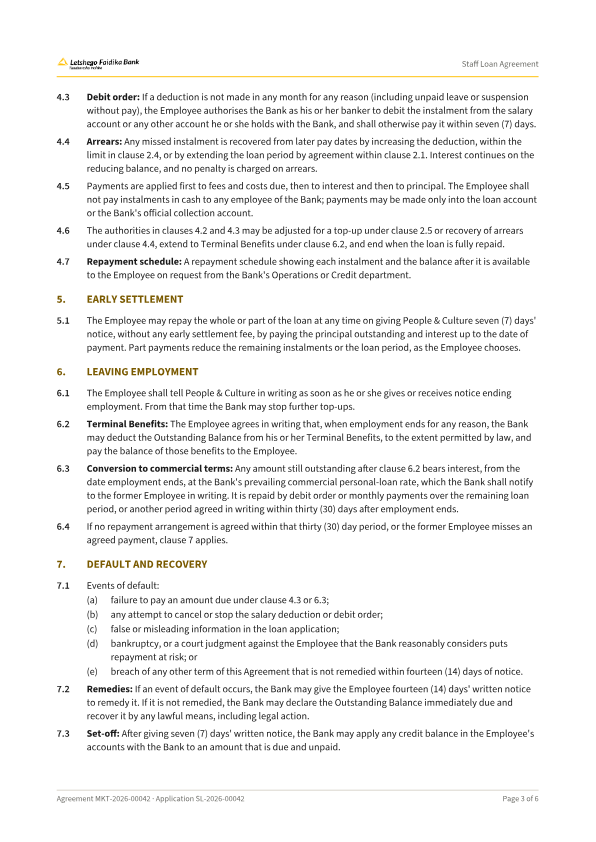 Letshego Faidika Bank
Staff Loan Agreement
4.3 Debit order: If a deduction is not made in any month for any reason (including unpaid leave or suspension
without pay), the Employee authorises the Bank as his or her banker to debit the instalment from the salary
account or any other account he or she holds with the Bank, and shall otherwise pay it within seven (7) days.
4.4 Arrears: Any missed instalment is recovered from later pay dates by increasing the deduction, within the
limit in clause 2.4, or by extending the loan period by agreement within clause 2.1. Interest continues on the
reducing balance, and no penalty is charged on arrears.
4.5 Payments are applied first to fees and costs due, then to interest and then to principal. The Employee shall
not pay instalments in cash to any employee of the Bank; payments may be made only into the loan account
or the Bank's official collection account.
4.6 The authorities in clauses 4.2 and 4.3 may be adjusted for a top-up under clause 2.5 or recovery of arrears
under clause 4.4, extend to Terminal Benefits under clause 6.2, and end when the loan is fully repaid.
4.7 Repayment schedule: A repayment schedule showing each instalment and the balance after it is available
to the Employee on request from the Bank's Operations or Credit department.
5. EARLY SETTLEMENT
5.1 The Employee may repay the whole or part of the loan at any time on giving People & Culture seven (7) days'
notice, without any early settlement fee, by paying the principal outstanding and interest up to the date of
payment. Part payments reduce the remaining instalments or the loan period, as the Employee chooses.
6. LEAVING EMPLOYMENT
6.1 The Employee shall tell People & Culture in writing as soon as he or she gives or receives notice ending
employment. From that time the Bank may stop further top-ups.
6.2 Terminal Benefits: The Employee agrees in writing that, when employment ends for any reason, the Bank
may deduct the Outstanding Balance from his or her Terminal Benefits, to the extent permitted by law, and
pay the balance of those benefits to the Employee.
6.3 Conversion to commercial terms: Any amount still outstanding after clause 6.2 bears interest, from the
date employment ends, at the Bank's prevailing commercial personal-loan rate, which the Bank shall notify
to the former Employee in writing. It is repaid by debit order or monthly payments over the remaining loan
period, or another period agreed in writing within thirty (30) days after employment ends.
6.4 If no repayment arrangement is agreed within that thirty (30) day period, or the former Employee misses an
agreed payment, clause 7 applies.
7. DEFAULT AND RECOVERY
7.1 Events of default:
(a) failure to pay an amount due under clause 4.3 or 6.3;
(b) any attempt to cancel or stop the salary deduction or debit order;
(c) false or misleading information in the loan application;
(d) bankruptcy, or a court judgment against the Employee that the Bank reasonably considers puts
repayment at risk; or
(e) breach of any other term of this Agreement that is not remedied within fourteen (14) days of notice.
7.2 Remedies: If an event of default occurs, the Bank may give the Employee fourteen (14) days' written notice
to remedy it. If it is not remedied, the Bank may declare the Outstanding Balance immediately due and
recover it by any lawful means, including legal action.
7.3 Set-off: After giving seven (7) days' written notice, the Bank may apply any credit balance in the Employee's
accounts with the Bank to an amount that is due and unpaid.
Agreement MKT-2026-00042 · Application SL-2026-00042
Page 3 of 6